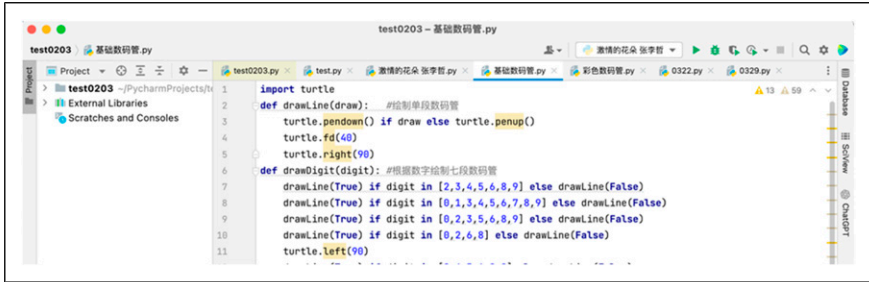 test0203 – 基础数码管.py
test0203 〉 基础数码管.py
激情的花朵 张李哲
Project
test0203.py
test.py
激情的花朵 张李哲.py
基础数码管.py
彩色数码管.py
0322.py
0329.py
Project
test0203 ~/PycharmProjects/te
External Libraries
Scratches and Consoles
13 59
1 import turtle
2 def drawLine(draw): #绘制单段数码管
3 turtle.pendown() if draw else turtle.penup()
4 turtle.fd(40)
5 turtle.right(90)
6 def drawDigit(digit): #根据数字绘制七段数码管
7 drawLine(True) if digit in [2,3,4,5,6,8,9] else drawLine(False)
8 drawLine(True) if digit in [0,1,3,4,5,6,7,8,9] else drawLine(False)
9 drawLine(True) if digit in [0,2,3,5,6,8,9] else drawLine(False)
10 drawLine(True) if digit in [0,2,6,8] else drawLine(False)
11 turtle.left(90)
Database
SciView
ChatGPT